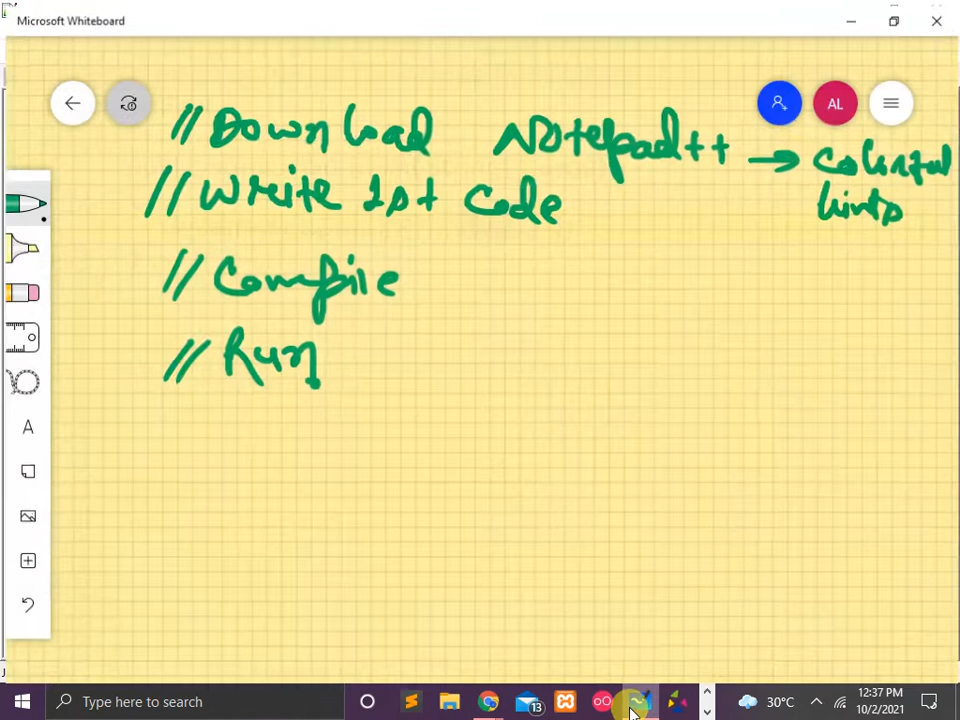 Microsoft Whiteboard
AL
// Download Notepad++ → Colorful
hints
// Write 1st Code
// Compile
// Run
A
Type here to search
13
30°C
12:37 PM
10/2/2021